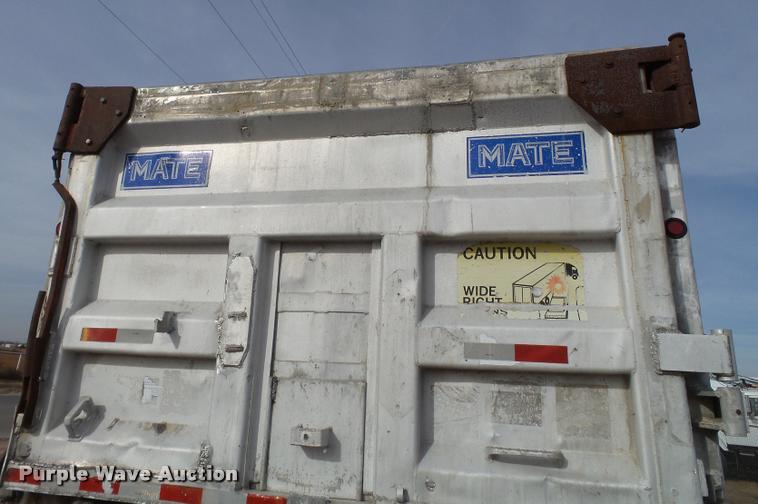 MATE
MATE
CAUTION
WIDE
RIGHT
Purple Wave Auction